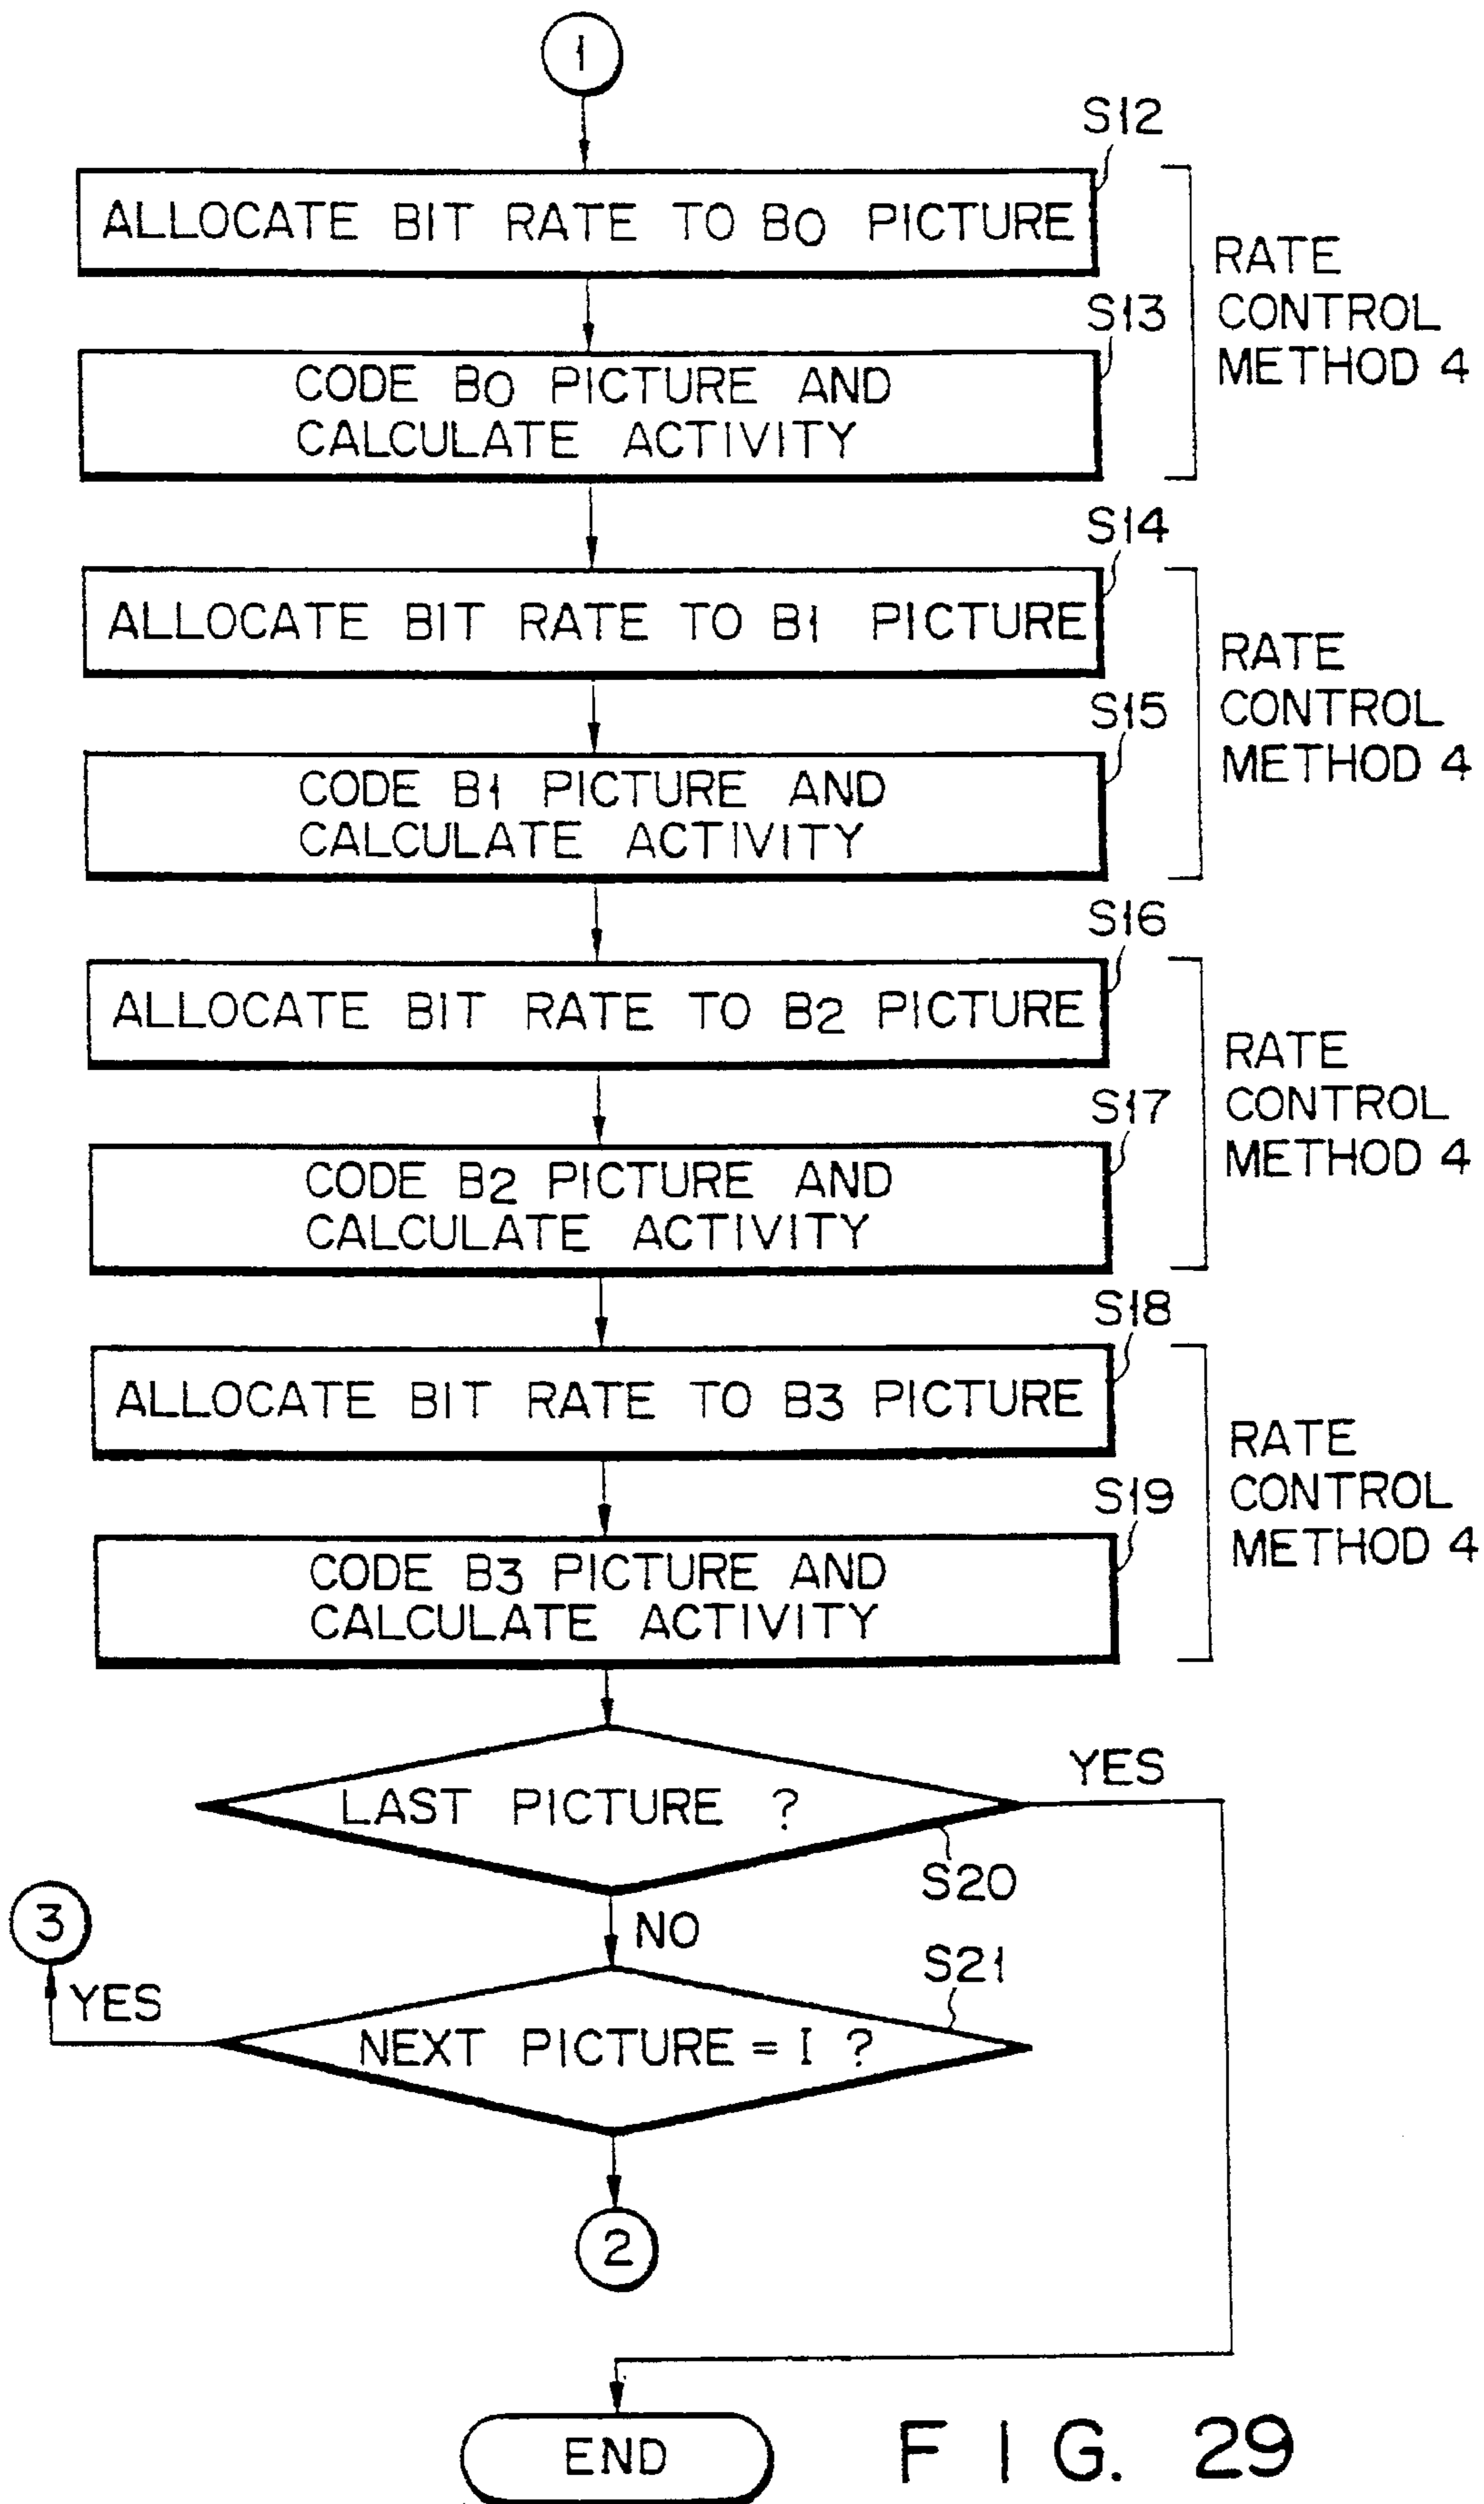 1
S12
ALLOCATE BIT RATE TO B0 PICTURE
RATE
CONTROL
METHOD 4
S13
CODE B0 PICTURE AND
CALCULATE ACTIVITY
S14
ALLOCATE BIT RATE TO B1 PICTURE
RATE
CONTROL
METHOD 4
S15
CODE B1 PICTURE AND
CALCULATE ACTIVITY
S16
ALLOCATE BIT RATE TO B2 PICTURE
RATE
CONTROL
METHOD 4
S17
CODE B2 PICTURE AND
CALCULATE ACTIVITY
S18
ALLOCATE BIT RATE TO B3 PICTURE
RATE
CONTROL
METHOD 4
S19
CODE B3 PICTURE AND
CALCULATE ACTIVITY
LAST PICTURE ?
YES
S20
NO
3
YES
S21
NEXT PICTURE = I ?
2
END
FIG. 29